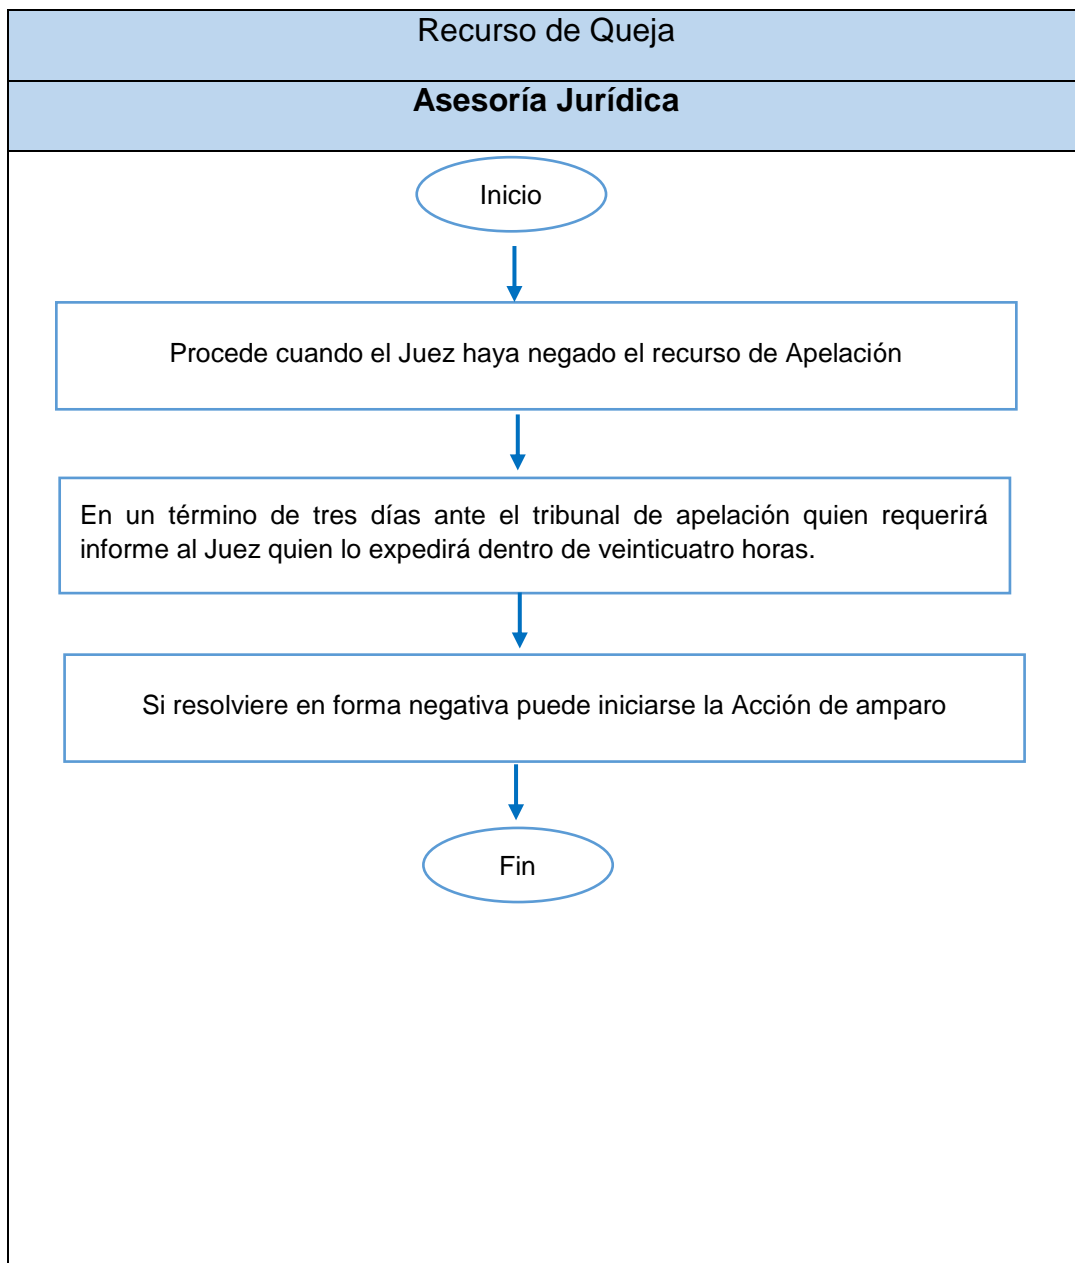 Recurso de Queja
Asesoría Jurídica
Inicio
Procede cuando el Juez haya negado el recurso de Apelación
En un término de tres días ante el tribunal de apelación quien requerirá
informe al Juez quien lo expedirá dentro de veinticuatro horas.
Si resolviere en forma negativa puede iniciarse la Acción de amparo
Fin